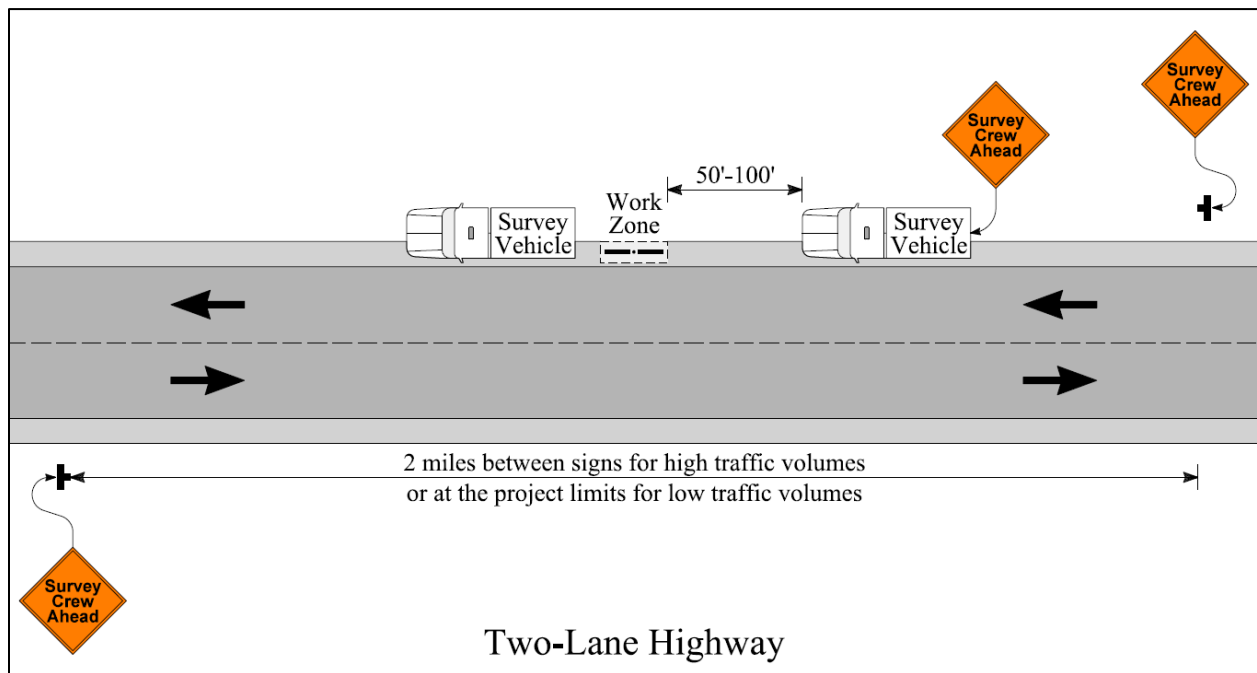 Survey
Crew
Ahead
Survey
Crew
Ahead
50'-100'
Work
Zone
Survey
Vehicle
Survey
Vehicle
2 miles between signs for high traffic volumes
or at the project limits for low traffic volumes
Survey
Crew
Ahead
Two-Lane Highway